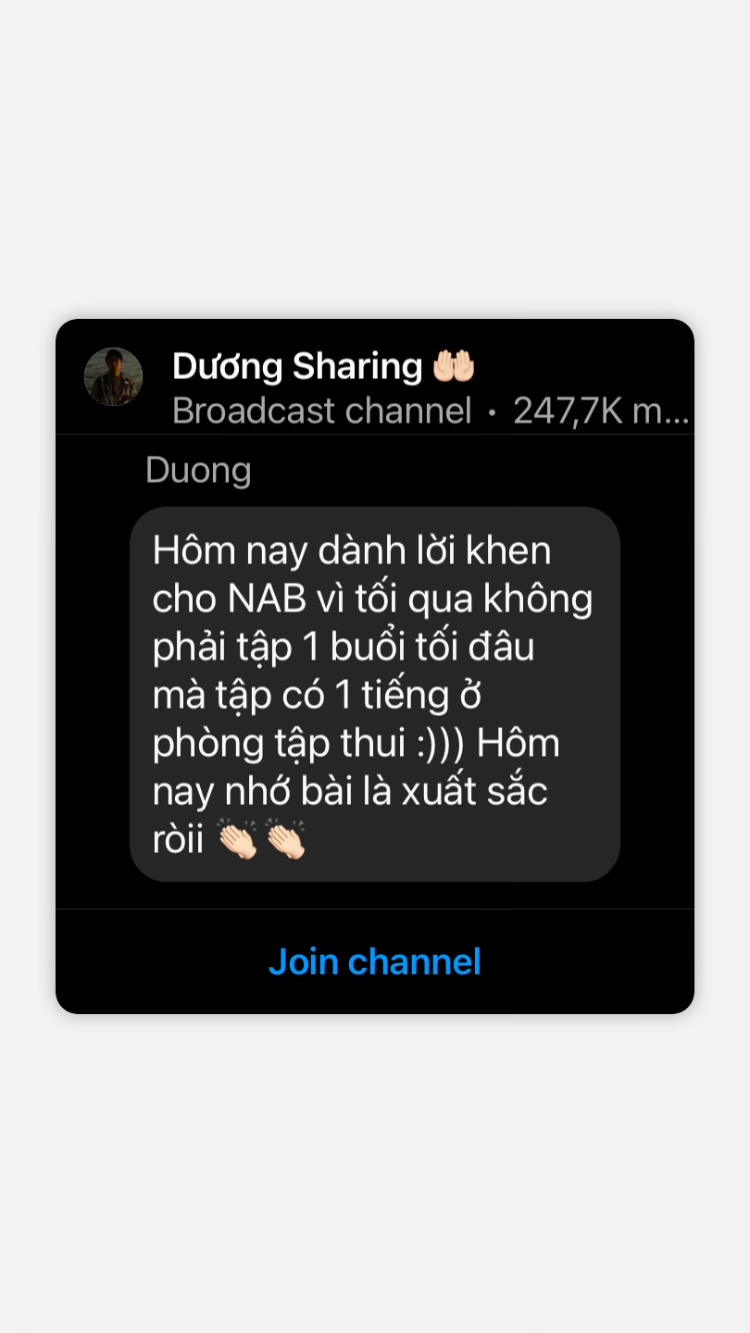 Dương Sharing 🤲🏻
Broadcast channel · 247,7K m...
Duong
Hôm nay dành lời khen
cho NAB vì tối qua không
phải tập 1 buổi tối đâu
mà tập có 1 tiếng ở
phòng tập thui :))) Hôm
nay nhớ bài là xuất sắc
ròii 👏🏻👏🏻
Join channel